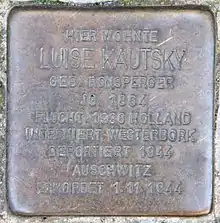 HIER WOHNTE
LUISE KAUTSKY
GEB. RONSPERGER
JG. 1864
FLUCHT 1938 HOLLAND
INTERNIERT WESTERBORK
DEPORTIERT 1944
AUSCHWITZ
ERMORDET 1.11.1944